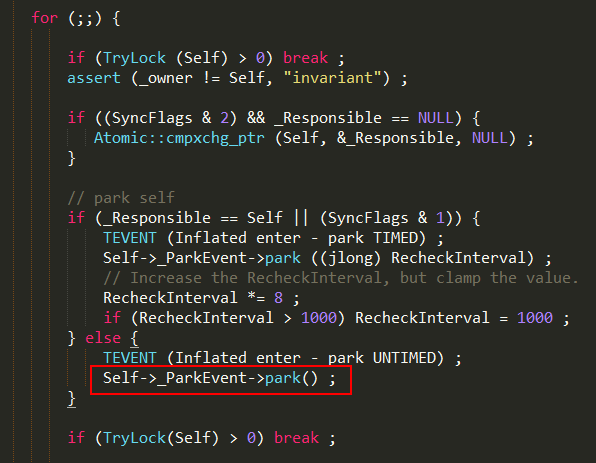 for (;;) {
if (TryLock (Self) > 0) break ;
assert (_owner != Self, "invariant") ;
if ((SyncFlags & 2) && _Responsible == NULL) {
Atomic::cmpxchg_ptr (Self, &_Responsible, NULL) ;
}
// park self
if (_Responsible == Self || (SyncFlags & 1)) {
TEVENT (Inflated enter - park TIMED) ;
Self->_ParkEvent->park ((jlong) RecheckInterval) ;
// Increase the RecheckInterval, but clamp the value.
RecheckInterval *= 8 ;
if (RecheckInterval > 1000) RecheckInterval = 1000 ;
} else {
TEVENT (Inflated enter - park UNTIMED) ;
Self->_ParkEvent->park() ;
}
if (TryLock(Self) > 0) break ;